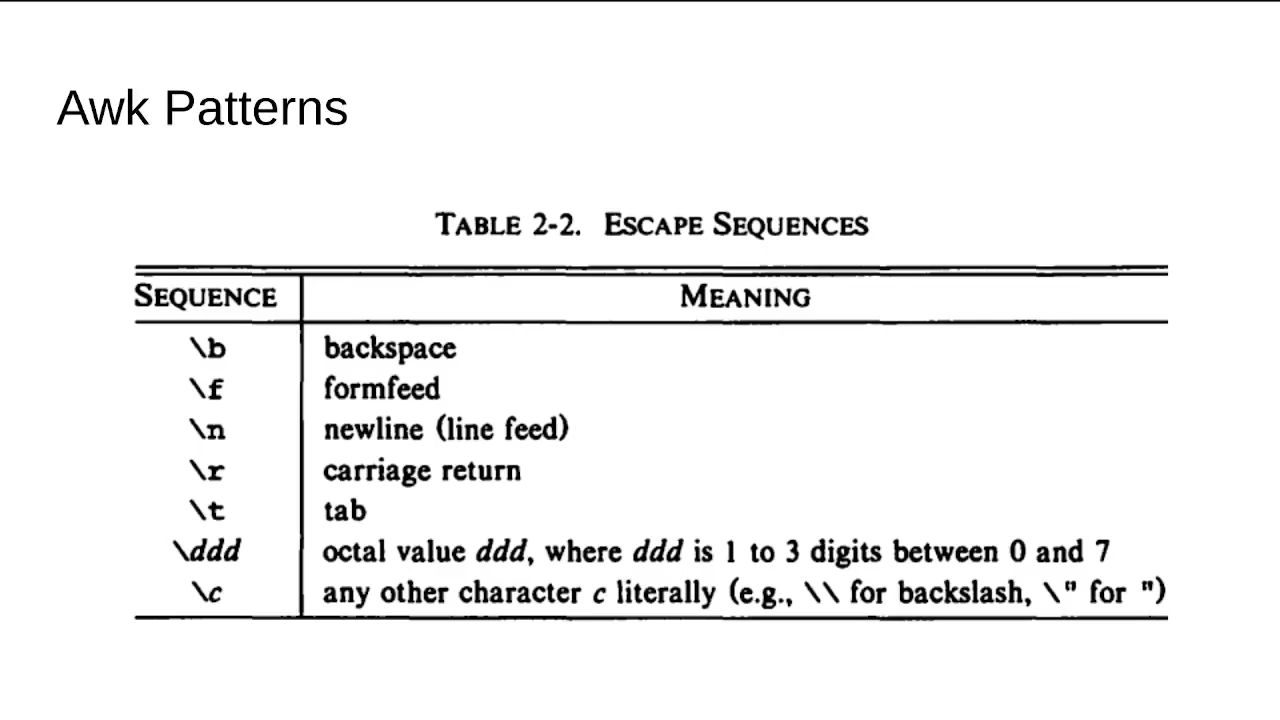 Awk Patterns
TABLE 2-2. ESCAPE SEQUENCES
SEQUENCE MEANING
\b backspace
\f formfeed
\n newline (line feed)
\r carriage return
\t tab
\ddd octal value ddd, where ddd is 1 to 3 digits between 0 and 7
\c any other character c literally (e.g., \\ for backslash, \" for ")